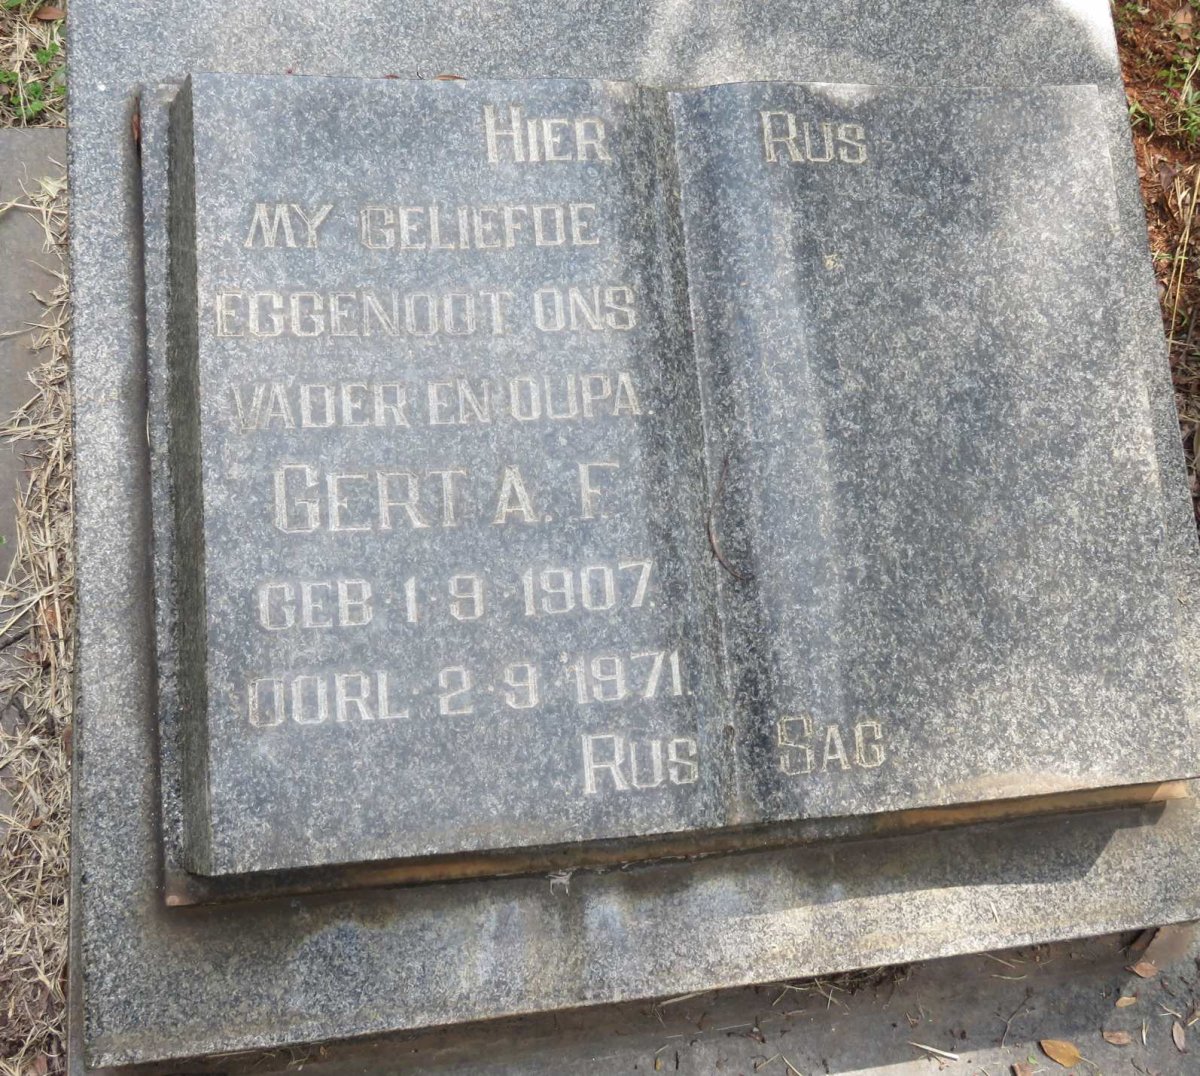 HIER RUS
MY GELIEFDE
EGGENOOT ONS
VADER EN OUPA
GERT A. F.
GEB·1·9·1907.
OORL·2·9·1971.
RUS SAG